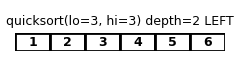 quicksort(lo=3, hi=3) depth=2 LEFT
1 2 3 4 5 6